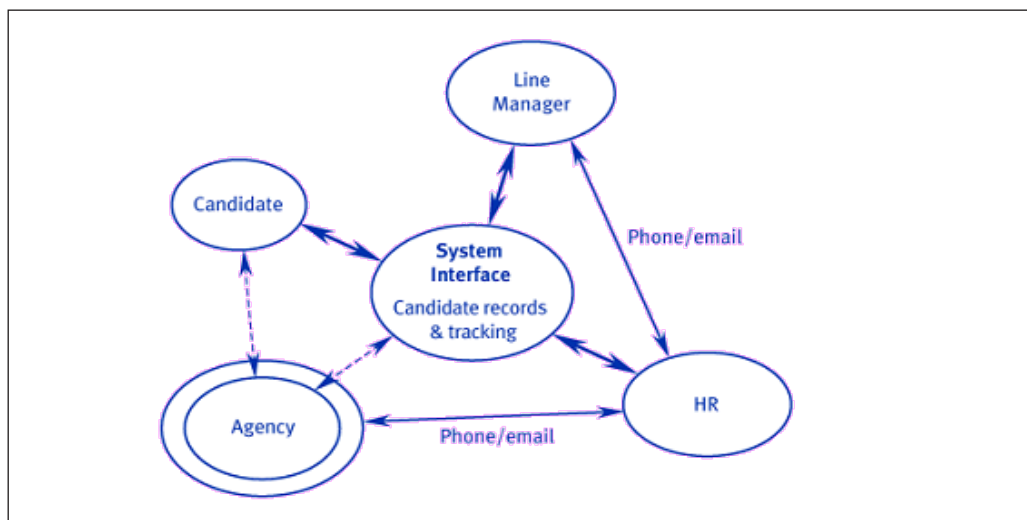 Line
Manager
Candidate
Phone/email
System
Interface
Candidate records
& tracking
HR
Agency
Phone/email